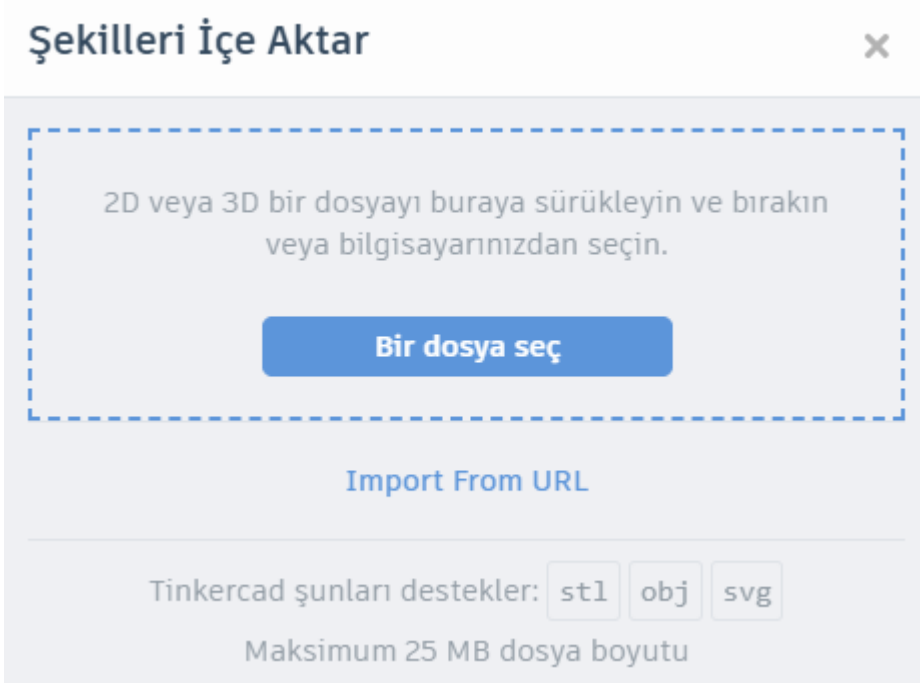 Şekilleri İçe Aktar
2D veya 3D bir dosyayı buraya sürükleyin ve bırakın
veya bilgisayarınızdan seçin.
Bir dosya seç
Import From URL
Tinkercad şunları destekler: stl obj svg
Maksimum 25 MB dosya boyutu